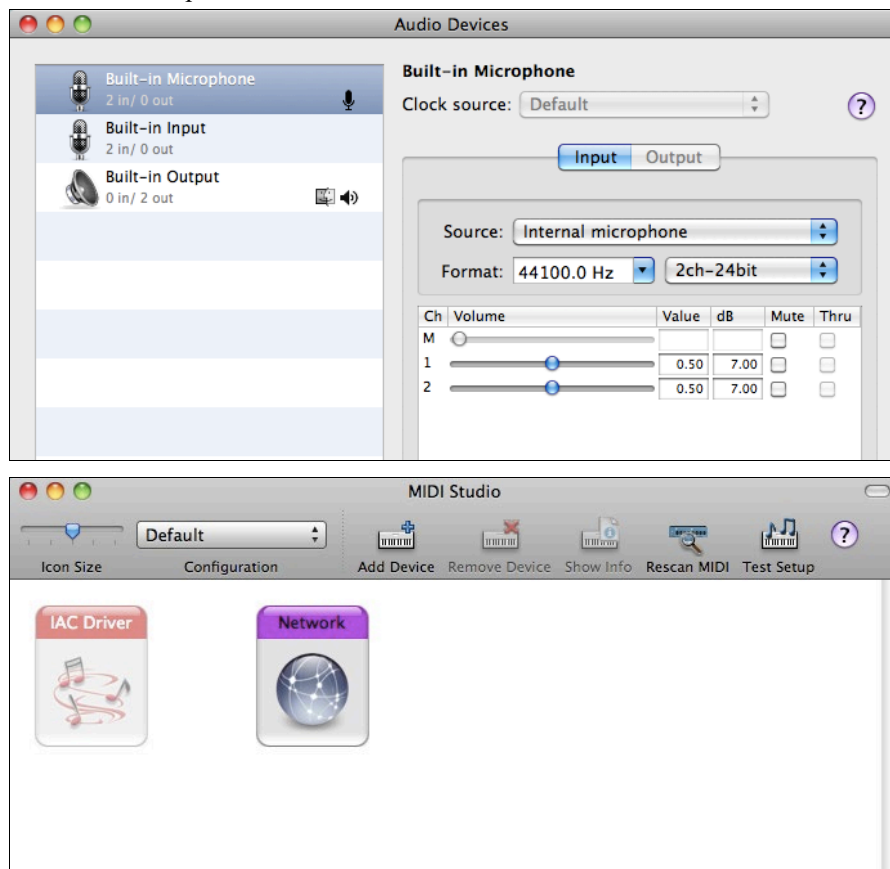 Audio Devices
Built-in Microphone
2 in/ 0 out
Built-in Input
2 in/ 0 out
Built-in Output
0 in/ 2 out
Built-in Microphone
Clock source: Default ?
Input Output
Source: Internal microphone
Format: 44100.0 Hz 2ch-24bit
Ch Volume Value dB Mute Thru
M
1 0.50 7.00
2 0.50 7.00
MIDI Studio
Default ?
Icon Size Configuration Add Device Remove Device Show Info Rescan MIDI Test Setup
IAC Driver Network